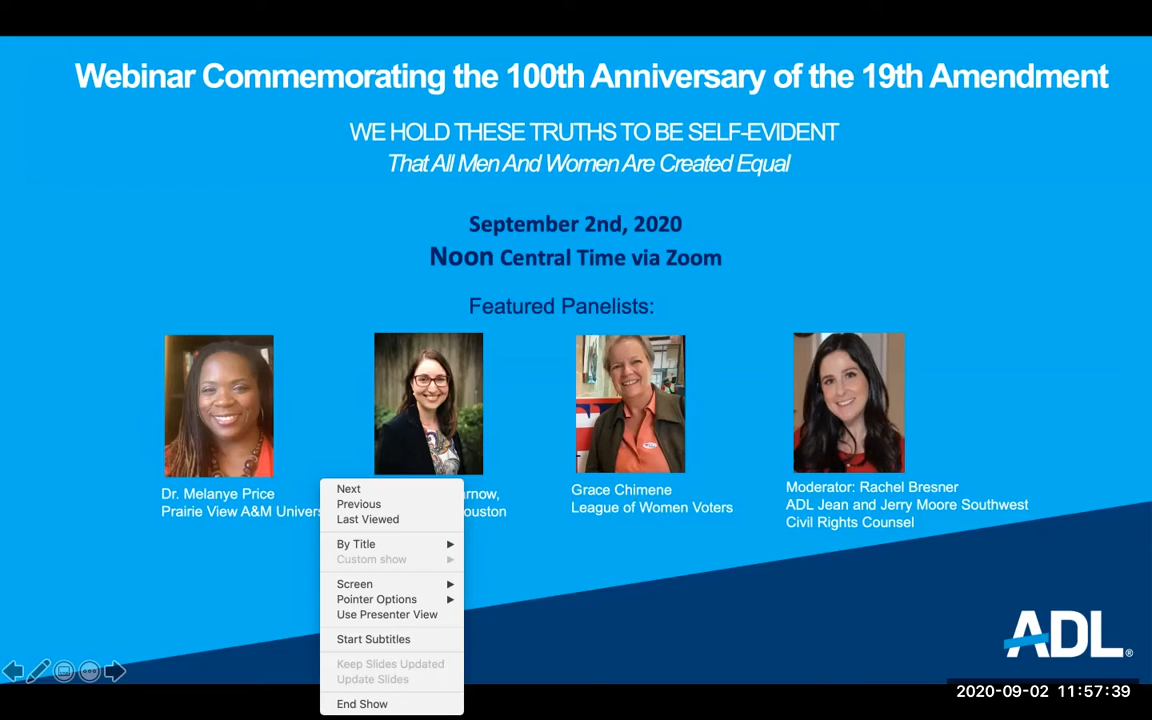 Webinar Commemorating the 100th Anniversary of the 19th Amendment
WE HOLD THESE TRUTHS TO BE SELF-EVIDENT
That All Men And Women Are Created Equal
September 2nd, 2020
Noon Central Time via Zoom
Featured Panelists:
Dr. Melanye Price
Prairie View A&M
Grace Chimene
League of Women Voters
Moderator: Rachel Bresner
ADL Jean and Jerry Moore Southwest
Civil Rights Counsel
Next
Previous
Last Viewed
By Title
Custom show
Screen
Pointer Options
Use Presenter View
Start Subtitles
Keep Slides Updated
Update Slides
End Show
ADL®
2020-09-02 11:57:39